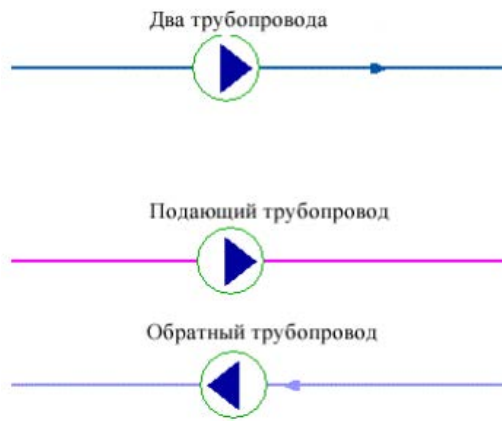 Два трубопровода
Подающий трубопровод
Обратный трубопровод